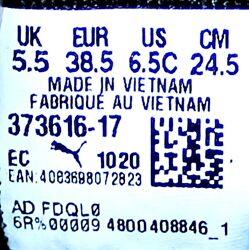 UK EUR US CM
5.5 38.5 6.5C 24.5
MADE IN VIETNAM
FABRIQUÉ AU VIETNAM
373616-17
EC 1020
EAN:4063698072823
AD FDQL0
6R%00009 4800408846_1